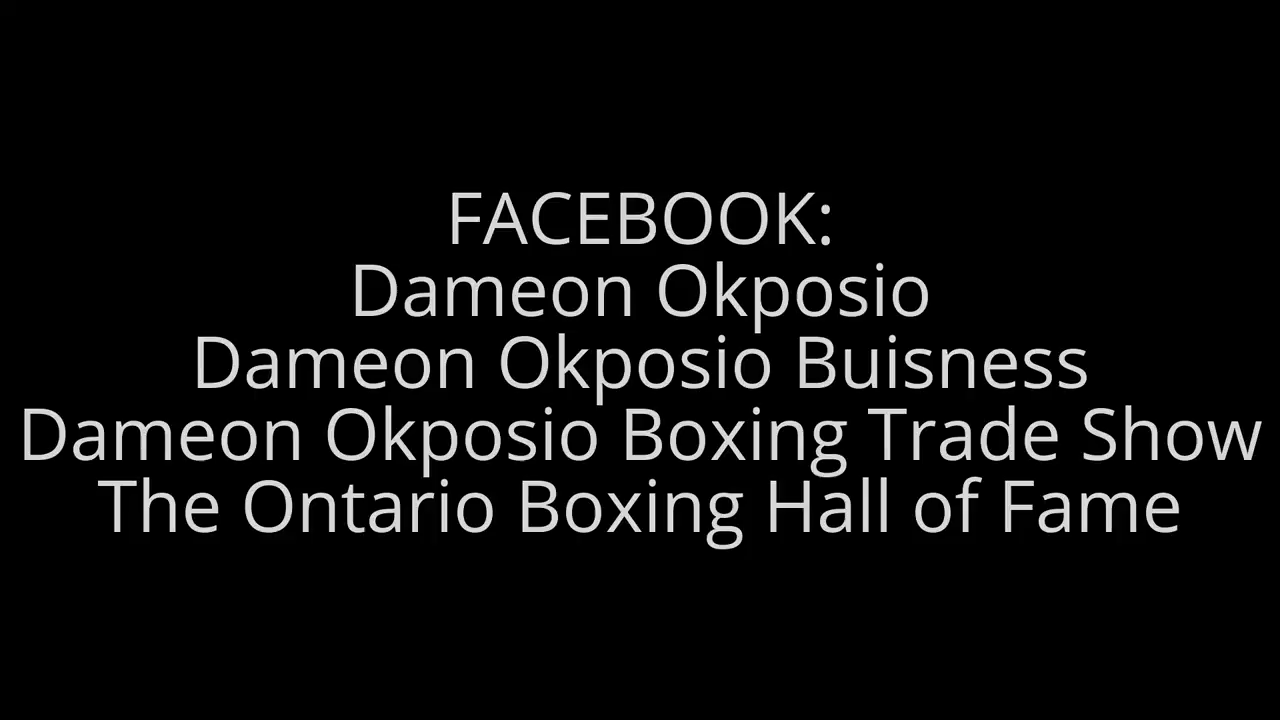 FACEBOOK:
Dameon Okposio
Dameon Okposio Buisness
Dameon Okposio Boxing Trade Show
The Ontario Boxing Hall of Fame